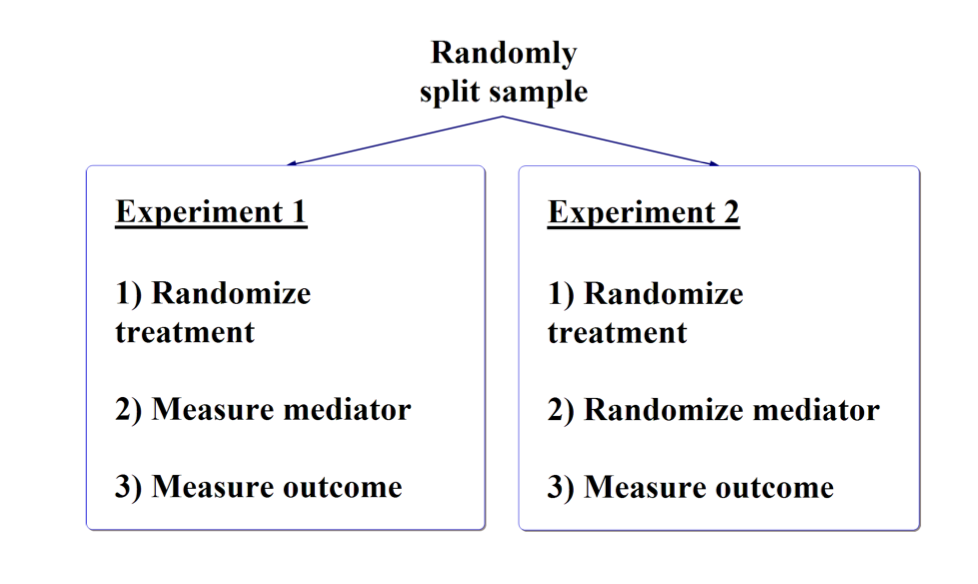 Randomly
split sample
Experiment 1
1) Randomize
treatment
2) Measure mediator
3) Measure outcome
Experiment 2
1) Randomize
treatment
2) Randomize mediator
3) Measure outcome